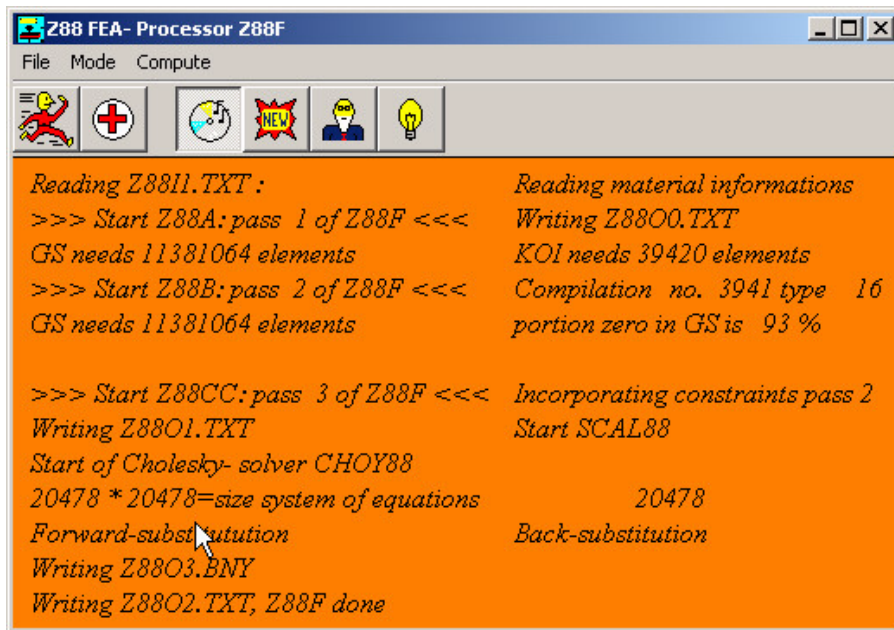 Z88 FEA- Processor Z88F
File Mode Compute
NEW
Reading Z88I1.TXT : Reading material informations
>>> Start Z88A: pass 1 of Z88F <<< Writing Z88O0.TXT
GS needs 11381064 elements KOI needs 39420 elements
>>> Start Z88B: pass 2 of Z88F <<< Compilation no. 3941 type 16
GS needs 11381064 elements portion zero in GS is 93 %
>>> Start Z88CC: pass 3 of Z88F <<< Incorporating constraints pass 2
Writing Z88O1.TXT Start SCAL88
Start of Cholesky- solver CHOY88
20478 * 20478=size system of equations 20478
Forward-substitutution Back-substitution
Writing Z88O3.BNY
Writing Z88O2.TXT, Z88F done